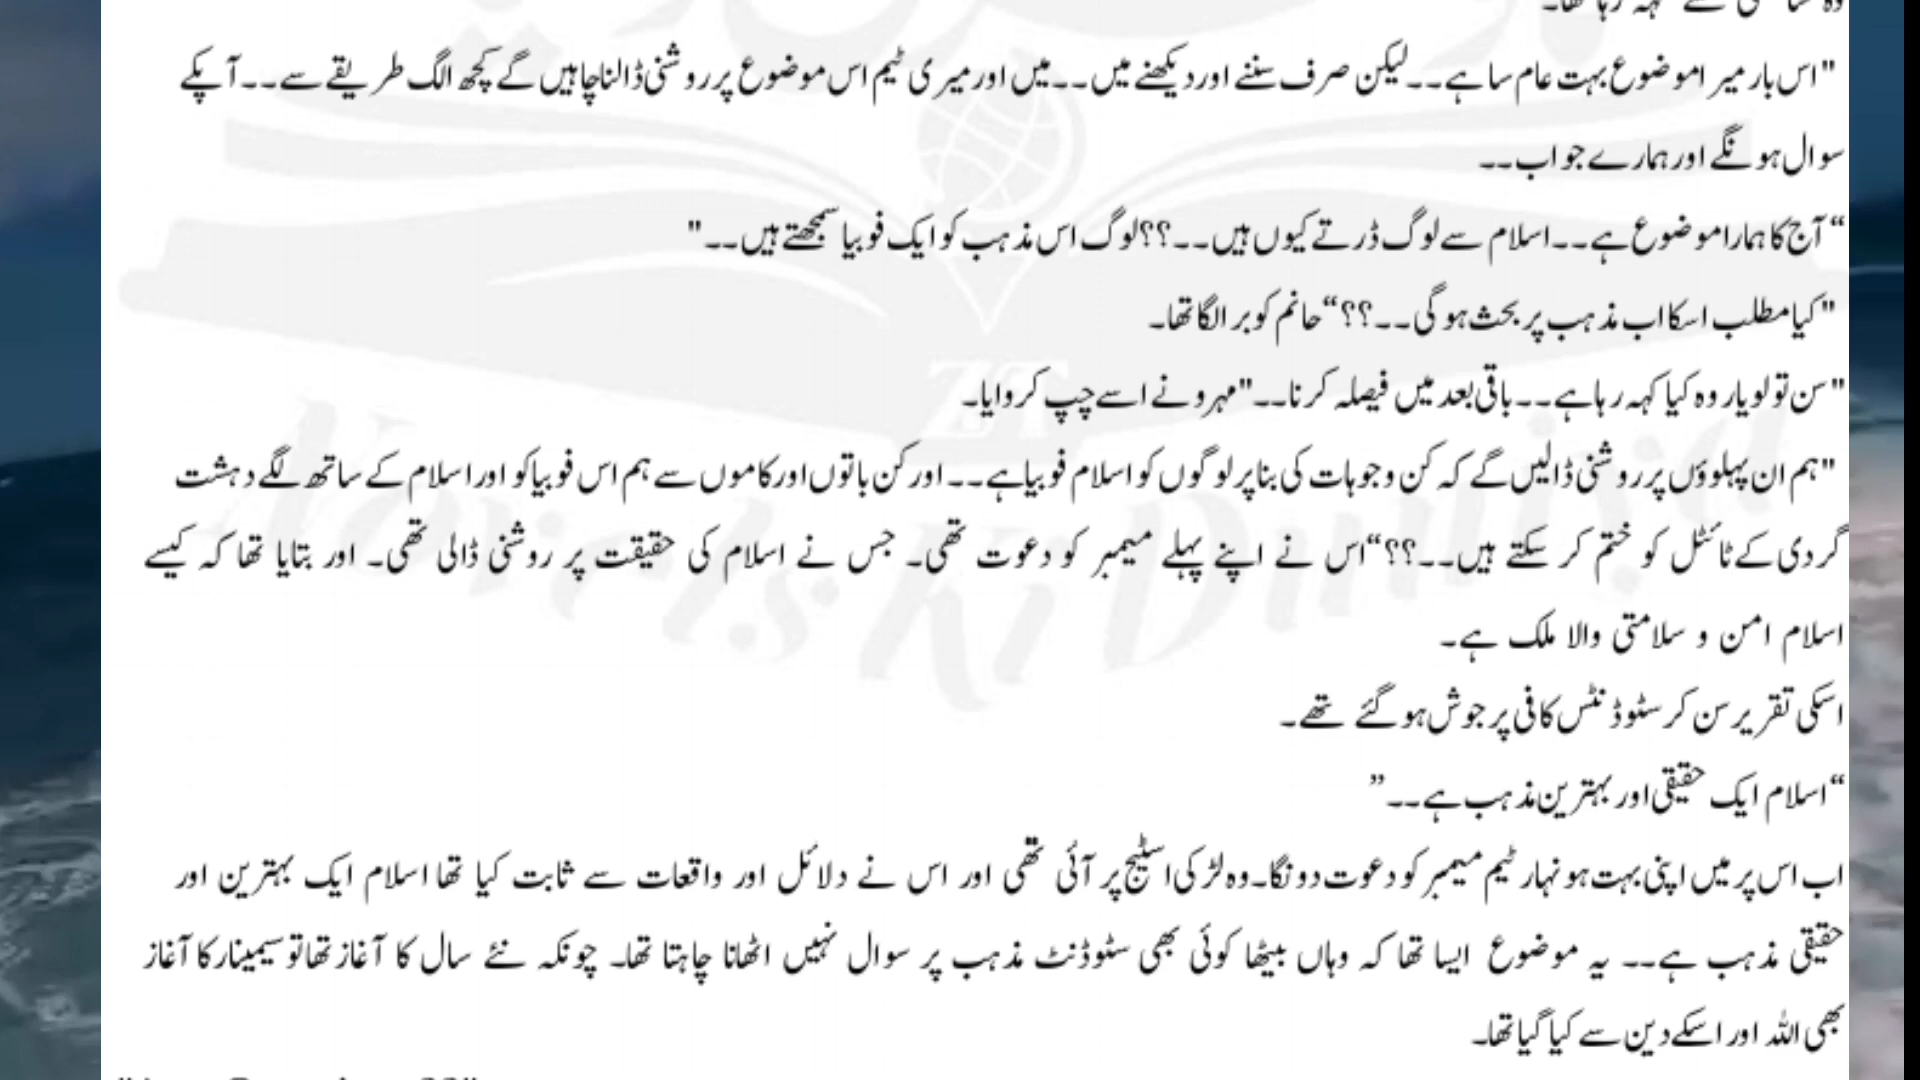 "اس بار میرا موضوع بہت عام سا ہے۔۔لیکن صرف سننے اور دیکھنے میں۔۔میں اور میری ٹیم اس موضوع پر روشنی ڈالنا چاہیں گے کچھ الگ طریقے سے۔۔آپکے
سوال ہونگے اور ہمارے جواب۔۔
“آج کا ہمارا موضوع ہے۔۔اسلام سے لوگ ڈرتے کیوں ہیں۔۔؟؟لوگ اس مذہب کو ایک فوبیا سمجھتے ہیں۔۔"
"کیا مطلب اسکا اب مذہب پر بحث ہوگی۔۔؟؟“حانم کو برا لگا تھا۔
"سن تو لو یار وہ کیا کہہ رہا ہے۔۔باقی بعد میں فیصلہ کرنا۔۔"مہرو نے اسے چپ کروایا۔
"ہم ان پہلوؤں پر روشنی ڈالیں گے کہ کن وجوہات کی بنا پر لوگوں کو اسلام فوبیا ہے۔۔اور کن باتوں اور کاموں سے ہم اس فوبیا کو اور اسلام کے ساتھ لگے دہشت
گردی کے ٹائٹل کو ختم کر سکتے ہیں۔۔؟؟“اس نے اپنے پہلے میمبر کو دعوت تھی۔ جس نے اسلام کی حقیقت پر روشنی ڈالی تھی۔ اور بتایا تھا کہ کیسے
اسلام امن و سلامتی والا ملک ہے۔
اسکی تقریر سن کر سٹوڈنٹس کافی پرجوش ہوگئے تھے۔
“اسلام ایک حقیقی اور بہترین مذہب ہے۔۔”
اب اس پر میں اپنی بہت ہونہار ٹیم میمبر کو دعوت دونگا۔وہ لڑکی اسٹیج پر آئی تھی اور اس نے دلائل اور واقعات سے ثابت کیا تھا اسلام ایک بہترین اور
حقیقی مذہب ہے۔۔ یہ موضوع ایسا تھا کہ وہاں بیٹھا کوئی بھی سٹوڈنٹ مذہب پر سوال نہیں اٹھانا چاہتا تھا۔ چونکہ نئے سال کا آغاز تھا تو سیمینار کا آغاز
بھی اللہ اور اسکے دین سے کیا گیا تھا۔
ZT
Novels Ki Duniya